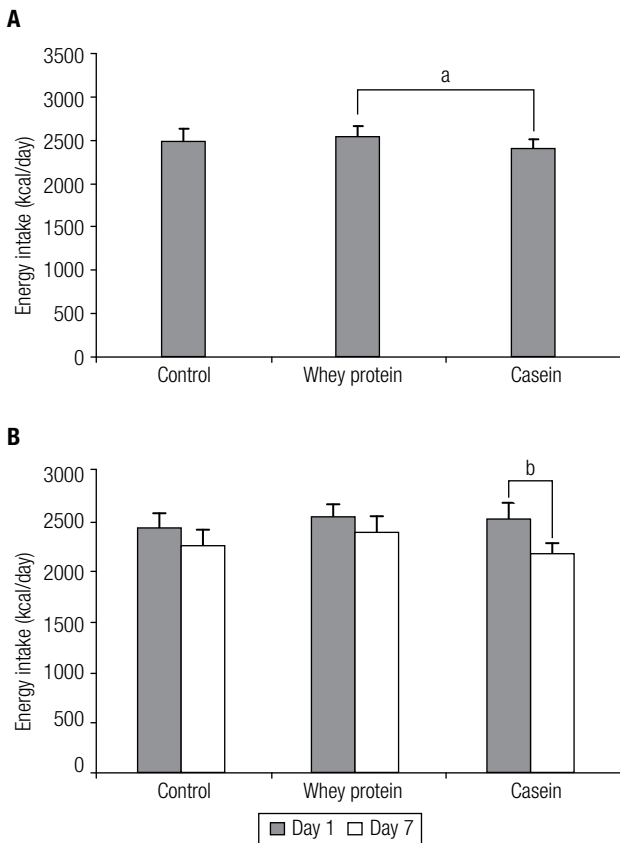 A
Energy intake (kcal/day)
3500
3000
2500
2000
1500
1000
500
0
a
Control Whey protein Casein
B
Energy intake (kcal/day)
3000
2500
2000
1500
1000
500
0
b
Control Whey protein Casein
Day 1 Day 7